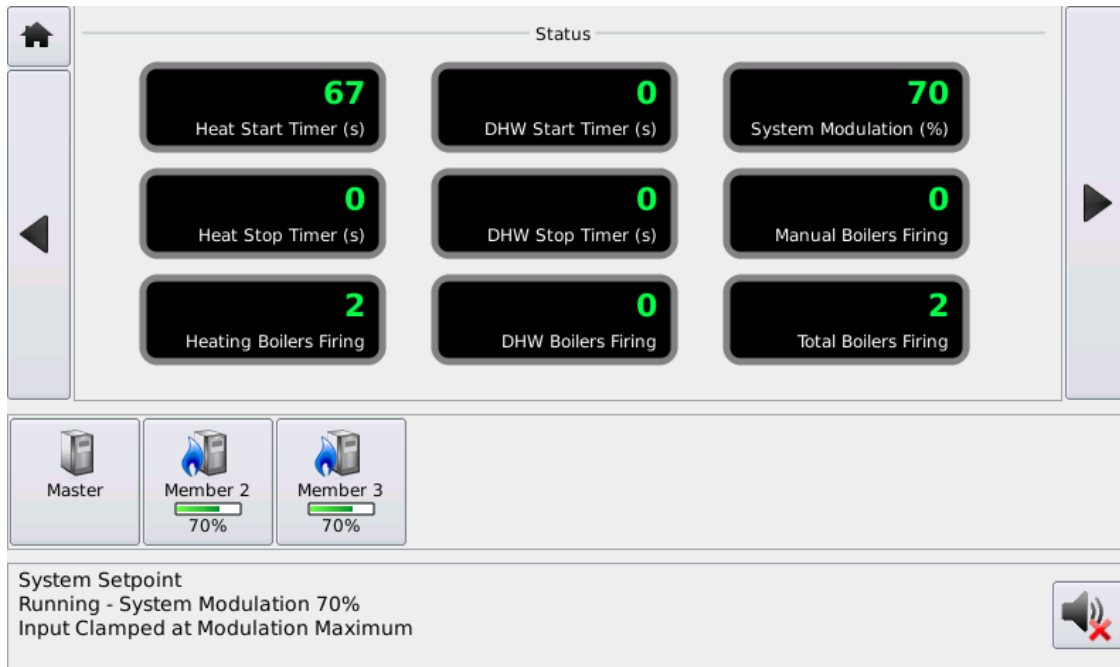 Status
67
Heat Start Timer (s)
0
DHW Start Timer (s)
70
System Modulation (%)
0
Heat Stop Timer (s)
0
DHW Stop Timer (s)
0
Manual Boilers Firing
2
Heating Boilers Firing
0
DHW Boilers Firing
2
Total Boilers Firing
Master
Member 2
70%
Member 3
70%
System Setpoint
Running - System Modulation 70%
Input Clamped at Modulation Maximum